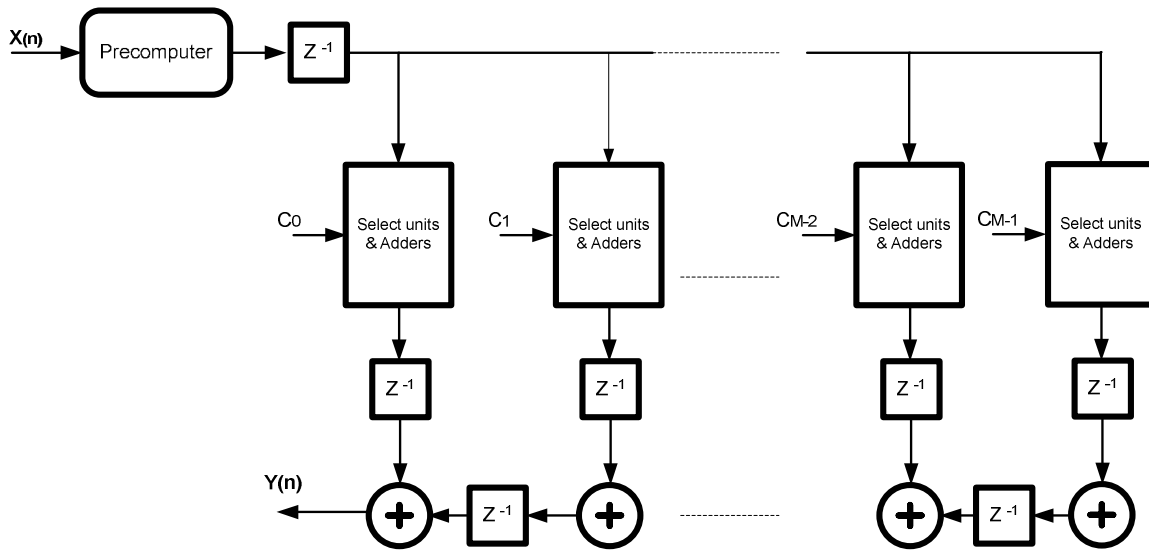 X(n)
Precomputer
Z -1
C0
Select units
& Adders
C1
Select units
& Adders
CM-2
Select units
& Adders
CM-1
Select units
& Adders
Z -1
Z -1
Z -1
Z -1
Y(n)
+
Z -1
+
+
Z -1
+